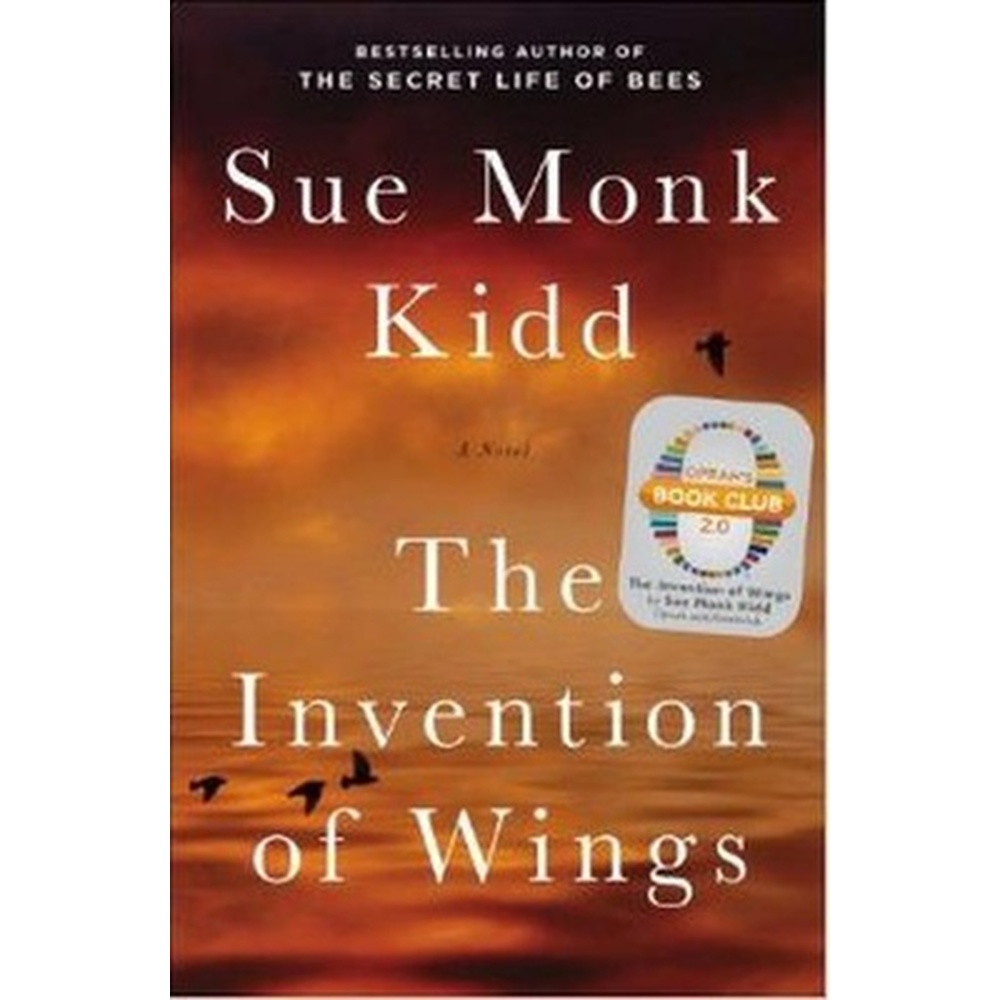 BESTSELLING AUTHOR OF
THE SECRET LIFE OF BEES
Sue Monk
Kidd
A Novel
OPRAH'S
BOOK CLUB
2.0
The Invention of Wings
by Sue Monk Kidd
The
Invention
of Wings